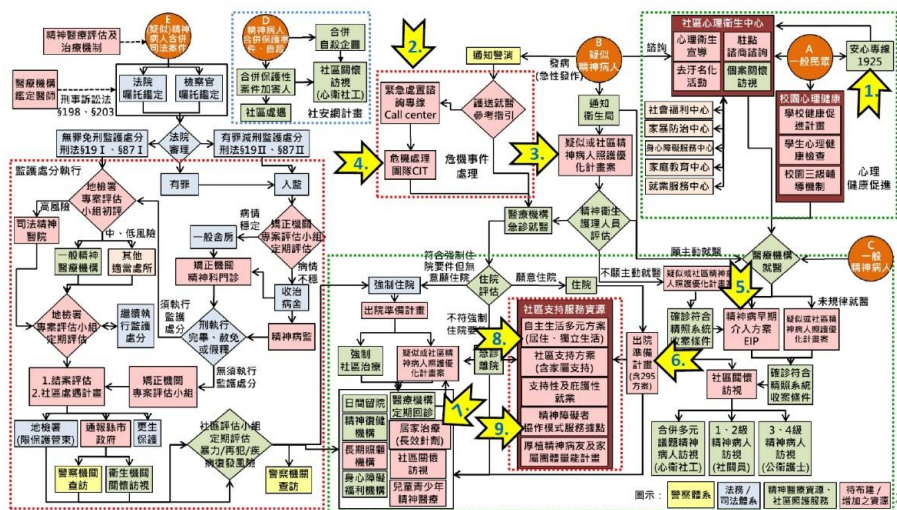 精神醫療評估及
治療機制
醫療機構
鑑定醫師
刑事訴訟法
§198、§203
E
(疑似)精神
病人合併
司法案件
法院
囑託鑑定
檢察官
囑託鑑定
法院
審理
無罪免刑監護處分
刑法§19 I、§87 I
有罪減刑監護處分
刑法§19 II、§87 II
有罪
入監
D
精神病人
合併保護案
件、自殺
合併
自殺企圖
合併保護性
案件加害人
社區關懷
訪視
(心衛社工)
社區處遇
社安網計畫
2.
通知警消
緊急處置諮
詢專線
Call center
護送就醫
參考指引
4.
危機處理
團隊CIT
危機事件
處理
B
疑似
精神病人
發病
(急性發作)
諮詢
通知
衛生局
3.
疑似或社區精
神病人照護優
化計畫案
醫療機構
急診就醫
精神衛生
護理人員
評估
社區心理衛生中心
心理衛生
宣導
駐點
諮商諮詢
去汙名化
活動
個案關懷
訪視
安心專線
1925
A
一般民眾
1.
校園心理健康
學校健康促
進計畫
學生心理健
康檢查
校園三級輔
導機制
心理
健康促進
社會福利中心
家暴防治中心
身心障礙服務中心
家庭教育中心
就業服務中心
監護處分執行
地檢署
專案評估
小組初評
高風險
中、低風險
司法精神
醫院
一般精神
醫療機構
其他
適當處所
地檢署
專案評估小組
定期評估
繼續執
行監護
處分
須執行
監護處分
1.結案評估
2.社區處遇計畫
矯正機關
專案評估小組
地檢署
(限保護管束)
通報縣市
政府
更生
保護
警察機關
查訪
衛生機關
關懷訪視
病情
穩定
一般舍房
矯正機關
專案評估小組
定期評估
矯正機關
精神科門診
病情
不穩
收治
病舍
精神病監
刑執行
完畢、赦免
或假釋
無須執行
監護處分
社區評估小組
定期評估
暴力/再犯/疾
病復發風險
警察機關
查訪
符合強制住
院要件但無
意願住院
住院
評估
願意住院
住院
強制住院
出院準備計畫
不符強制
住院要
強制
社區治療
疑似或社區精
神病人照護優
化計畫案
急診
離院
日間留院
精神復健
機構
長期照顧
機構
身心障礙
福利機構
醫療機構
定期回診
7.
居家治療
(長效針劑)
社區關懷
訪視
兒童青少年
精神醫療
社區支持服務資源
8.
自主生活多元方案
(居住、獨立生活)
社區支持方案
(含家屬支持)
支持性及庇護性
就業
9.
精神障礙者
協作模式服務據點
厚植精神病友及家
屬團體量能計畫
出院
準備
計畫
(含295
方案)
6.
願主動就醫
不願主動就醫
醫療機構
就醫
C
一般
精神病人
疑似或社區精神病
人照護優化計畫
5.
未規律就醫
確診符合
精照系統
收案條件
精神病早期
介入方案
EIP
疑似或社區精
神病人照護優
化計畫案
社區關懷
訪視
確診符合
精照系統
收案條件
合併多元
議題精神
病人訪視
(心衛社工)
1、2級
精神病人
訪視
(社關員)
3、4級
精神病人
訪視
(公衛護士)
圖示：
警察體系
法務/
司法體系
精神醫療資源、
社區照護服務
待布建/
增加之資源